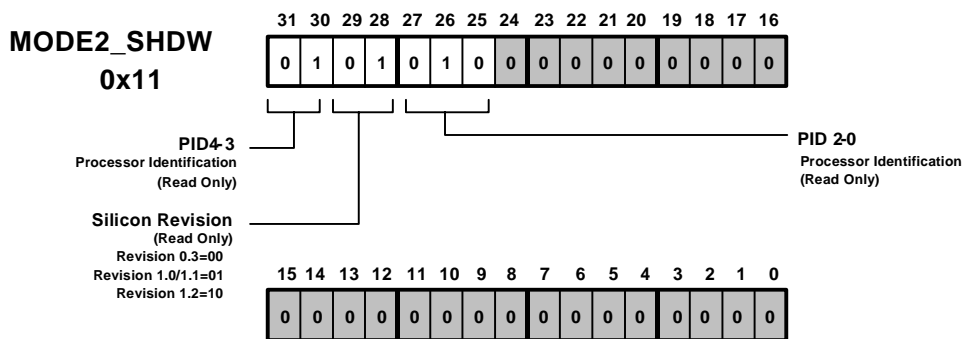 31 30 29 28 27 26 25 24 23 22 21 20 19 18 17 16
MODE2_SHDW
0x11
0 1 0 1 0 1 0 0 0 0 0 0 0 0 0 0
PID4-3
Processor Identification
(Read Only)
PID 2-0
Processor Identification
(Read Only)
Silicon Revision
(Read Only)
Revision 0.3=00
Revision 1.0/1.1=01
Revision 1.2=10
15 14 13 12 11 10 9 8 7 6 5 4 3 2 1 0
0 0 0 0 0 0 0 0 0 0 0 0 0 0 0 0